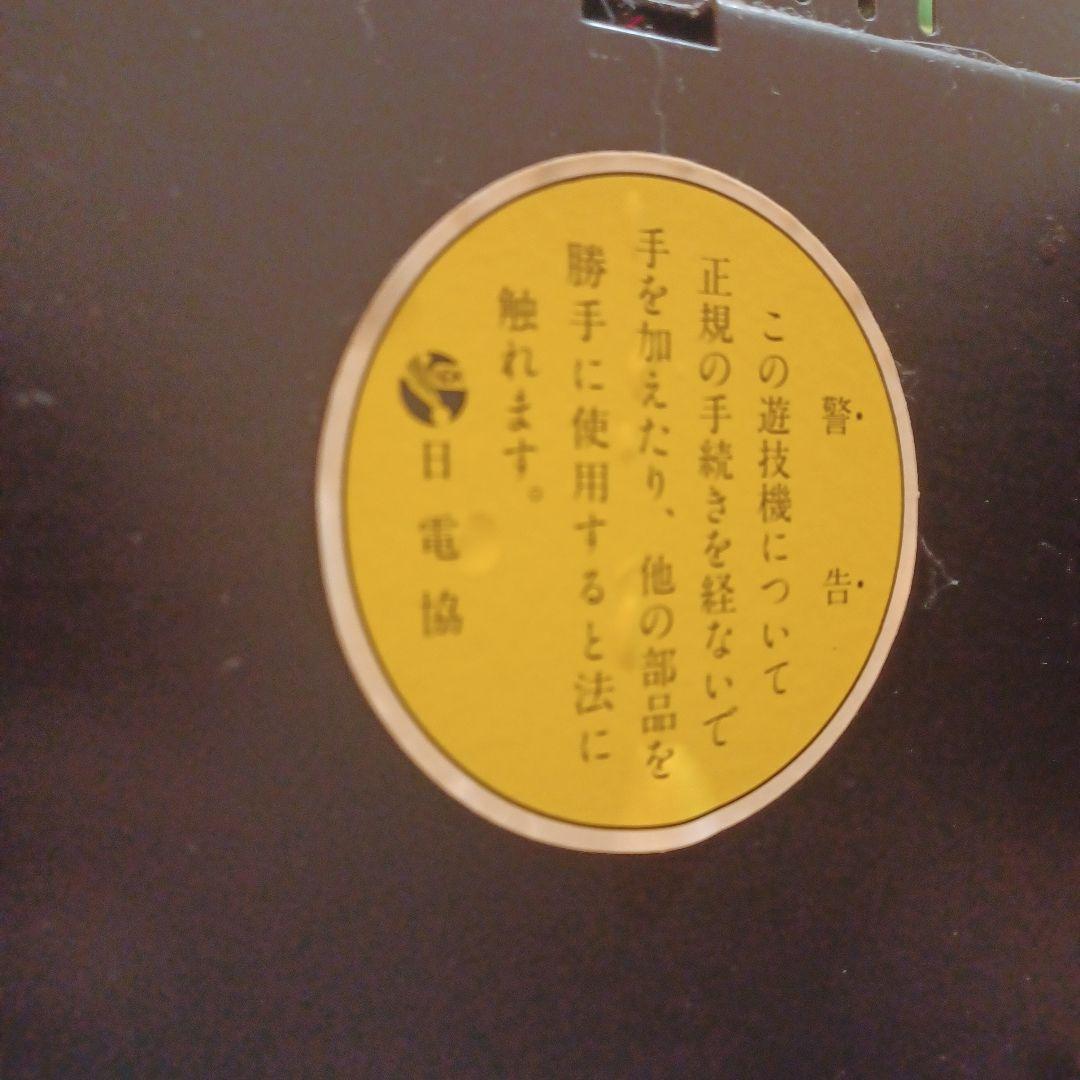 警告
この遊技機について
正規の手続きを経ないで
手を加えたり、他の部品を
勝手に使用すると法に
触れます。
日電協